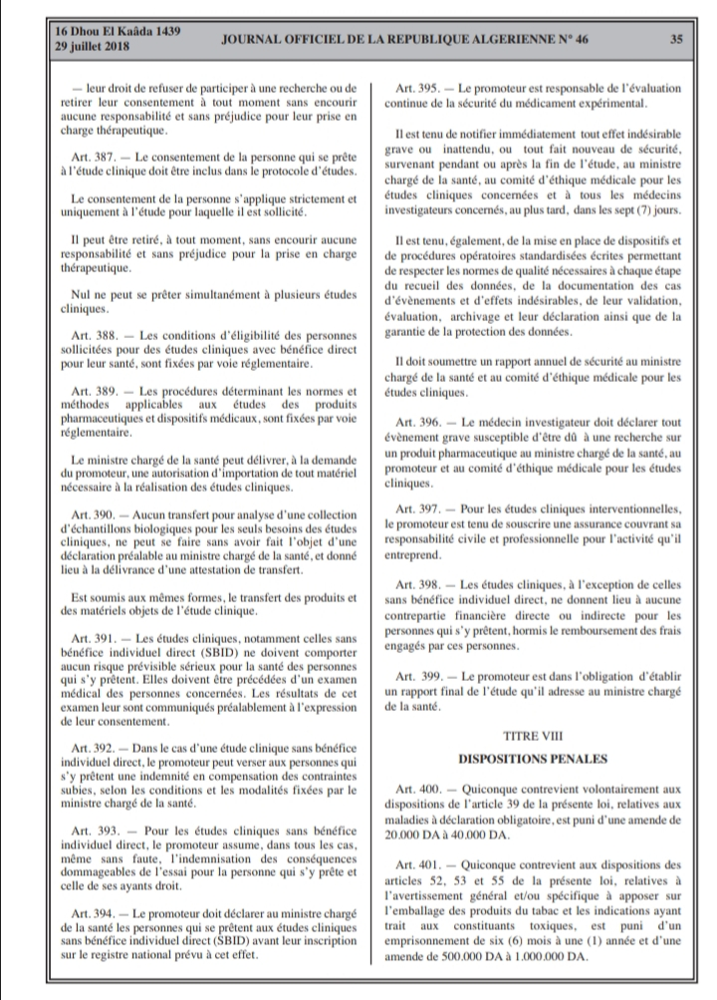 16 Dhou El Kaâda 1439
29 juillet 2018
JOURNAL OFFICIEL DE LA REPUBLIQUE ALGERIENNE N° 46
35
— leur droit de refuser de participer à une recherche ou de
retirer leur consentement à tout moment sans encourir
aucune responsabilité et sans préjudice pour leur prise en
charge thérapeutique.
Art. 387. — Le consentement de la personne qui se prête
à l'étude clinique doit être inclus dans le protocole d'études.
Le consentement de la personne s'applique strictement et
uniquement à l'étude pour laquelle il est sollicité.
Il peut être retiré, à tout moment, sans encourir aucune
responsabilité et sans préjudice pour la prise en charge
thérapeutique.
Nul ne peut se prêter simultanément à plusieurs études
cliniques.
Art. 388. — Les conditions d'éligibilité des personnes
sollicitées pour des études cliniques avec bénéfice direct
pour leur santé, sont fixées par voie réglementaire.
Art. 389. — Les procédures déterminant les normes et
méthodes applicables aux études des produits
pharmaceutiques et dispositifs médicaux, sont fixées par voie
réglementaire.
Le ministre chargé de la santé peut délivrer, à la demande
du promoteur, une autorisation d'importation de tout matériel
nécessaire à la réalisation des études cliniques.
Art. 390. — Aucun transfert pour analyse d'une collection
d'échantillons biologiques pour les seuls besoins des études
cliniques, ne peut se faire sans avoir fait l'objet d'une
déclaration préalable au ministre chargé de la santé, et donné
lieu à la délivrance d'une attestation de transfert.
Est soumis aux mêmes formes, le transfert des produits et
des matériels objets de l'étude clinique.
Art. 391. — Les études cliniques, notamment celles sans
bénéfice individuel direct (SBID) ne doivent comporter
aucun risque prévisible sérieux pour la santé des personnes
qui s'y prêtent. Elles doivent être précédées d'un examen
médical des personnes concernées. Les résultats de cet
examen leur sont communiqués préalablement à l'expression
de leur consentement.
Art. 392. — Dans le cas d'une étude clinique sans bénéfice
individuel direct, le promoteur peut verser aux personnes qui
s'y prêtent une indemnité en compensation des contraintes
subies, selon les conditions et les modalités fixées par le
ministre chargé de la santé.
Art. 393. — Pour les études cliniques sans bénéfice
individuel direct, le promoteur assume, dans tous les cas,
même sans faute, l'indemnisation des conséquences
dommageables de l'essai pour la personne qui s'y prête et
celle de ses ayants droit.
Art. 394. — Le promoteur doit déclarer au ministre chargé
de la santé les personnes qui se prêtent aux études cliniques
sans bénéfice individuel direct (SBID) avant leur inscription
sur le registre national prévu à cet effet.
Art. 395. — Le promoteur est responsable de l'évaluation
continue de la sécurité du médicament expérimental.
Il est tenu de notifier immédiatement tout effet indésirable
grave ou inattendu, ou tout fait nouveau de sécurité,
survenant pendant ou après la fin de l'étude, au ministre
chargé de la santé, au comité d'éthique médicale pour les
études cliniques concernées et à tous les médecins
investigateurs concernés, au plus tard, dans les sept (7) jours.
Il est tenu, également, de la mise en place de dispositifs et
de procédures opératoires standardisées écrites permettant
de respecter les normes de qualité nécessaires à chaque étape
du recueil des données, de la documentation des cas
d'évènements et d'effets indésirables, de leur validation,
évaluation, archivage et leur déclaration ainsi que de la
garantie de la protection des données.
Il doit soumettre un rapport annuel de sécurité au ministre
chargé de la santé et au comité d'éthique médicale pour les
études cliniques.
Art. 396. — Le médecin investigateur doit déclarer tout
évènement grave susceptible d'être dû à une recherche sur
un produit pharmaceutique au ministre chargé de la santé, au
promoteur et au comité d'éthique médicale pour les études
cliniques.
Art. 397. — Pour les études cliniques interventionnelles,
le promoteur est tenu de souscrire une assurance couvrant sa
responsabilité civile et professionnelle pour l'activité qu'il
entreprend.
Art. 398. — Les études cliniques, à l'exception de celles
sans bénéfice individuel direct, ne donnent lieu à aucune
contrepartie financière directe ou indirecte pour les
personnes qui s'y prêtent, hormis le remboursement des frais
engagés par ces personnes.
Art. 399. — Le promoteur est dans l'obligation d'établir
un rapport final de l'étude qu'il adresse au ministre chargé
de la santé.
TITRE VIII
DISPOSITIONS PENALES
Art. 400. — Quiconque contrevient volontairement aux
dispositions de l'article 39 de la présente loi, relatives aux
maladies à déclaration obligatoire, est puni d'une amende de
20.000 DA à 40.000 DA.
Art. 401. — Quiconque contrevient aux dispositions des
articles 52, 53 et 55 de la présente loi, relatives à
l'avertissement général et/ou spécifique à apposer sur
l'emballage des produits du tabac et les indications ayant
trait aux constituants toxiques, est puni d'un
emprisonnement de six (6) mois à une (1) année et d'une
amende de 500.000 DA à 1.000.000 DA.